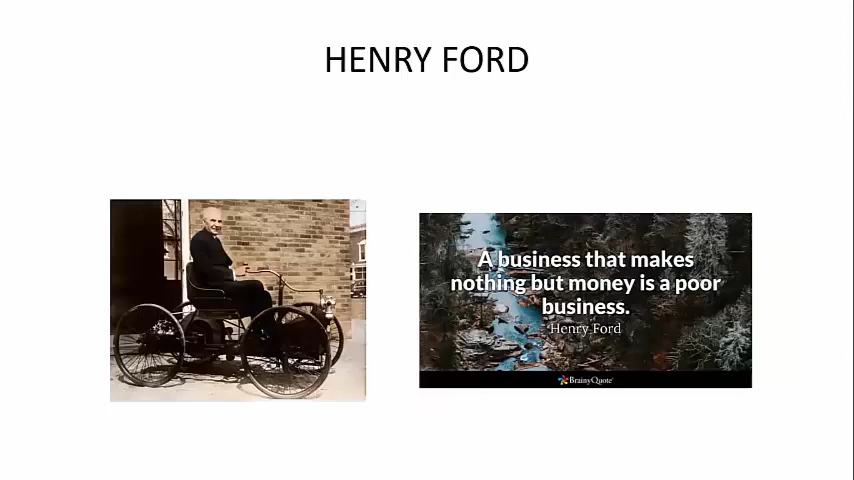 HENRY FORD
A business that makes
nothing but money is a poor
business.
- Henry Ford
BrainyQuote®